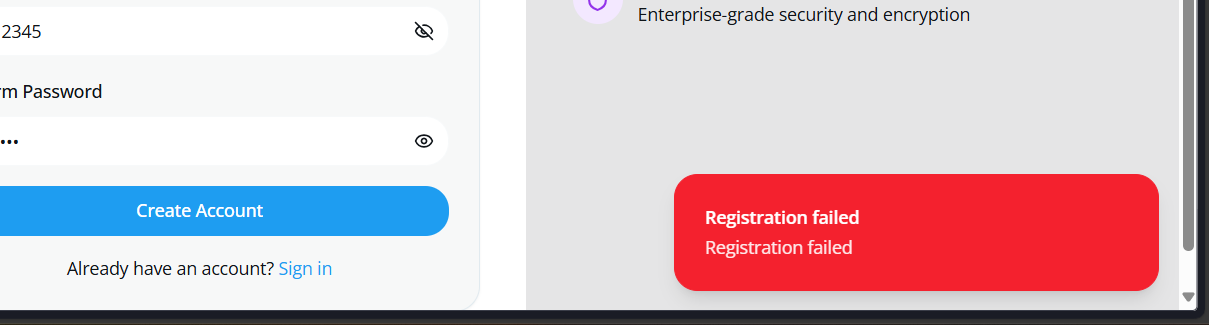 Enterprise-grade security and encryption
2345
rm Password
Create Account
Already have an account? Sign in
Registration failed
Registration failed